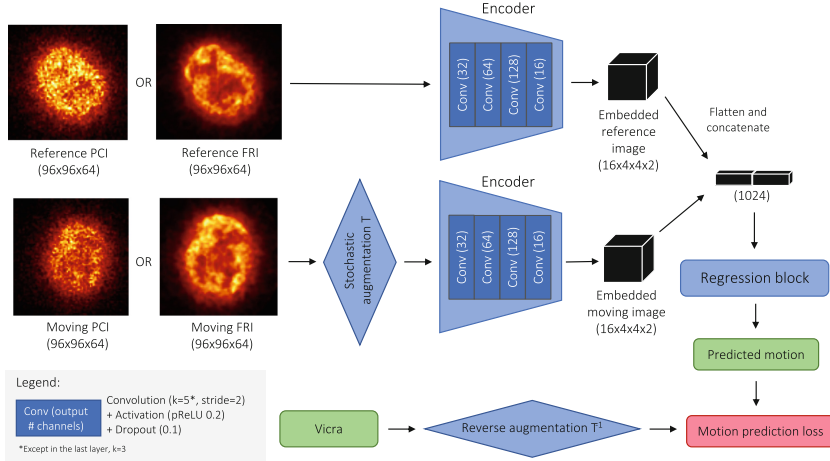 Encoder
Conv (32)
Conv (64)
Conv (128)
Conv (16)
OR
Reference PCI
(96x96x64)
Reference FRI
(96x96x64)
Embedded
reference
image
(16x4x4x2)
Flatten and
concatenate
(1024)
Encoder
Conv (32)
Conv (64)
Conv (128)
Conv (16)
OR
Stochastic
augmentation T
Moving PCI
(96x96x64)
Moving FRI
(96x96x64)
Embedded
moving image
(16x4x4x2)
Regression block
Predicted motion
Legend:
Conv (output
# channels)
Convolution (k=5*, stride=2)
+ Activation (pReLU 0.2)
+ Dropout (0.1)
*Except in the last layer, k=3
Vicra
Reverse augmentation T¹
Motion prediction loss